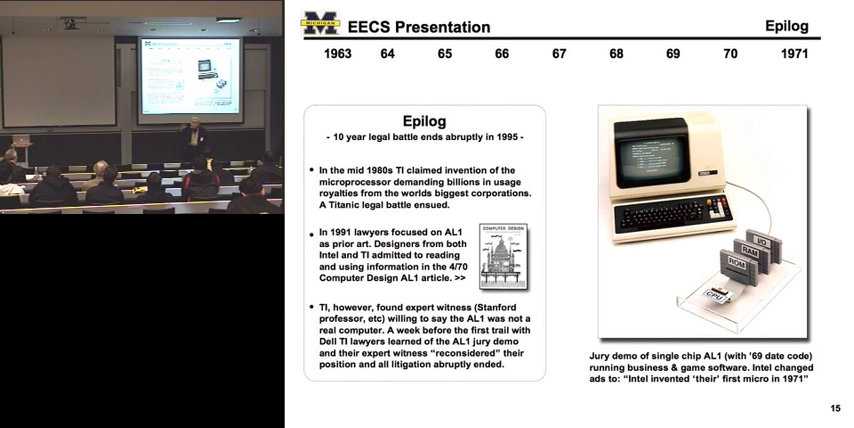 MICHIGAN
EECS Presentation
Epilog
1963 64 65 66 67 68 69 70 1971
Epilog
- 10 year legal battle ends abruptly in 1995 -
• In the mid 1980s TI claimed invention of the
microprocessor demanding billions in usage
royalties from the worlds biggest corporations.
A Titanic legal battle ensued.
• In 1991 lawyers focused on AL1
as prior art. Designers from both
Intel and TI admitted to reading
and using information in the 4/70
Computer Design AL1 article. >>
COMPUTER DESIGN
• TI, however, found expert witness (Stanford
professor, etc) willing to say the AL1 was not a
real computer. A week before the first trail with
Dell TI lawyers learned of the AL1 jury demo
and their expert witness “reconsidered” their
position and all litigation abruptly ended.
I/O
RAM
ROM
CPU
Jury demo of single chip AL1 (with ’69 date code)
running business & game software. Intel changed
ads to: “Intel invented ‘their’ first micro in 1971”
15